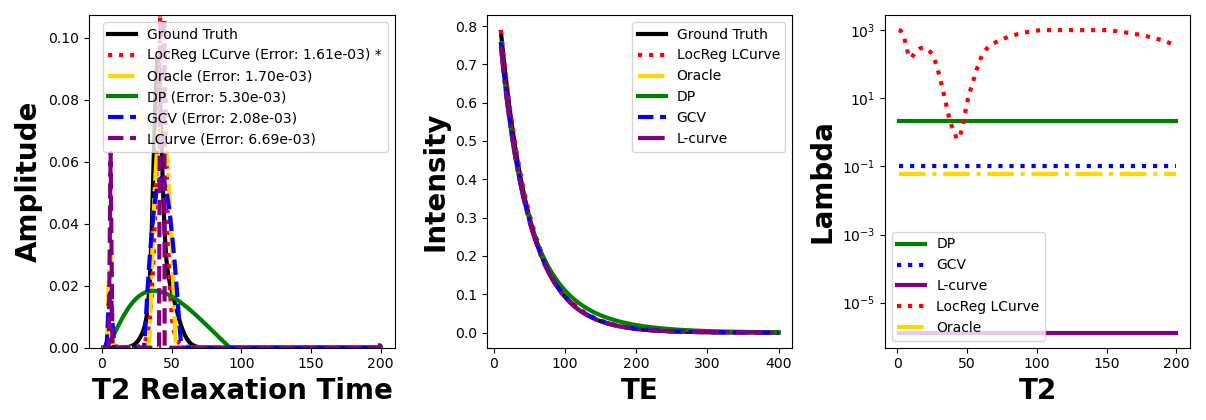 Amplitude
0.10
0.08
0.06
0.04
0.02
0.00
Ground Truth
LocReg LCurve (Error: 1.61e-03) *
Oracle (Error: 1.70e-03)
DP (Error: 5.30e-03)
GCV (Error: 2.08e-03)
LCurve (Error: 6.69e-03)
0 50 100 150 200
T2 Relaxation Time
Intensity
0.8
0.7
0.6
0.5
0.4
0.3
0.2
0.1
0.0
Ground Truth
LocReg LCurve
Oracle
DP
GCV
L-curve
0 100 200 300 400
TE
Lambda
10³
10¹
10⁻¹
10⁻³
10⁻⁵
DP
GCV
L-curve
LocReg LCurve
Oracle
0 50 100 150 200
T2